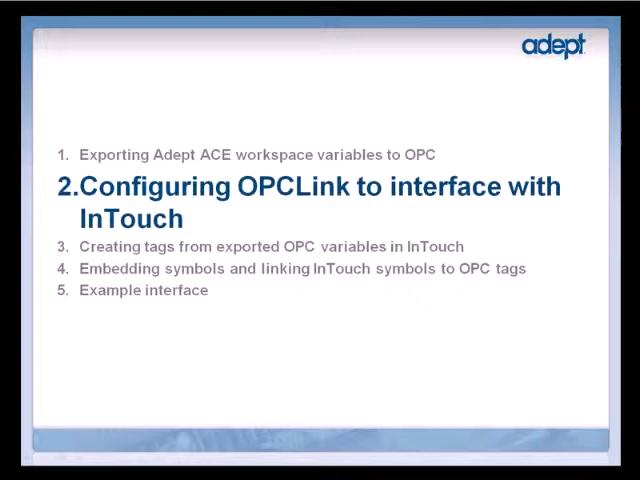 adept
1. Exporting Adept ACE workspace variables to OPC
2.Configuring OPCLink to interface with
InTouch
3. Creating tags from exported OPC variables in InTouch
4. Embedding symbols and linking InTouch symbols to OPC tags
5. Example interface